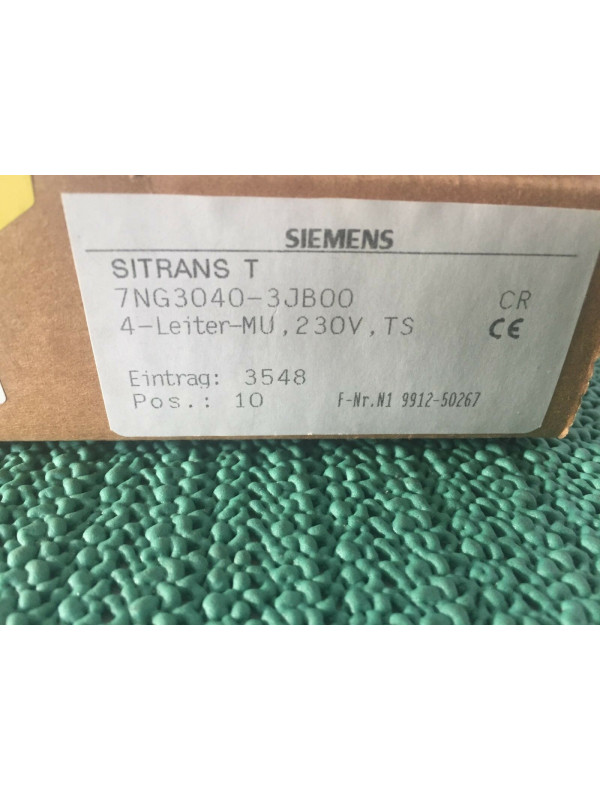 SIEMENS
SITRANS T
7NG3040-3JB00 CR
4-Leiter-MU,230V,TS CE
Eintrag: 3548
Pos.: 10 F-Nr.N1 9912-50267